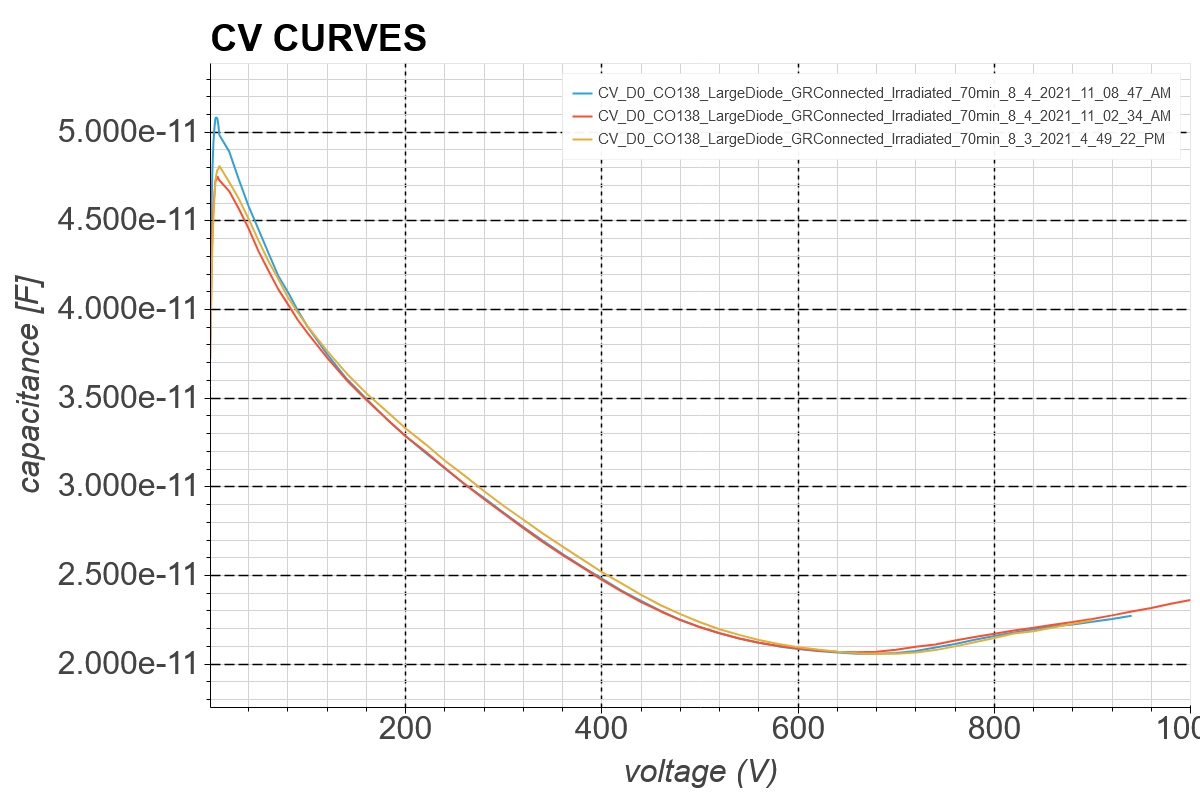 CV CURVES
CV_D0_CO138_LargeDiode_GRConnected_Irradiated_70min_8_4_2021_11_08_47_AM
CV_D0_CO138_LargeDiode_GRConnected_Irradiated_70min_8_4_2021_11_02_34_AM
CV_D0_CO138_LargeDiode_GRConnected_Irradiated_70min_8_3_2021_4_49_22_PM
capacitance [F]
5.000e-11
4.500e-11
4.000e-11
3.500e-11
3.000e-11
2.500e-11
2.000e-11
200 400 600 800 100
voltage (V)